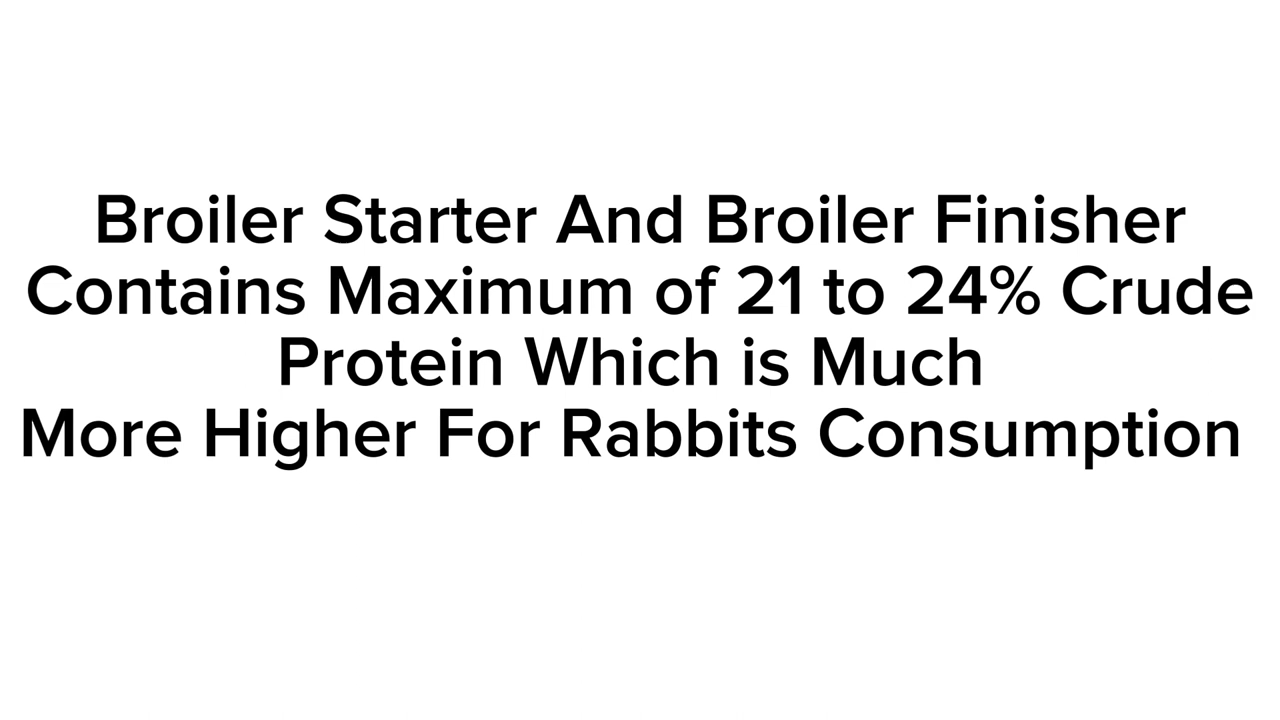 Broiler Starter And Broiler Finisher
Contains Maximum of 21 to 24% Crude
Protein Which is Much
More Higher For Rabbits Consumption